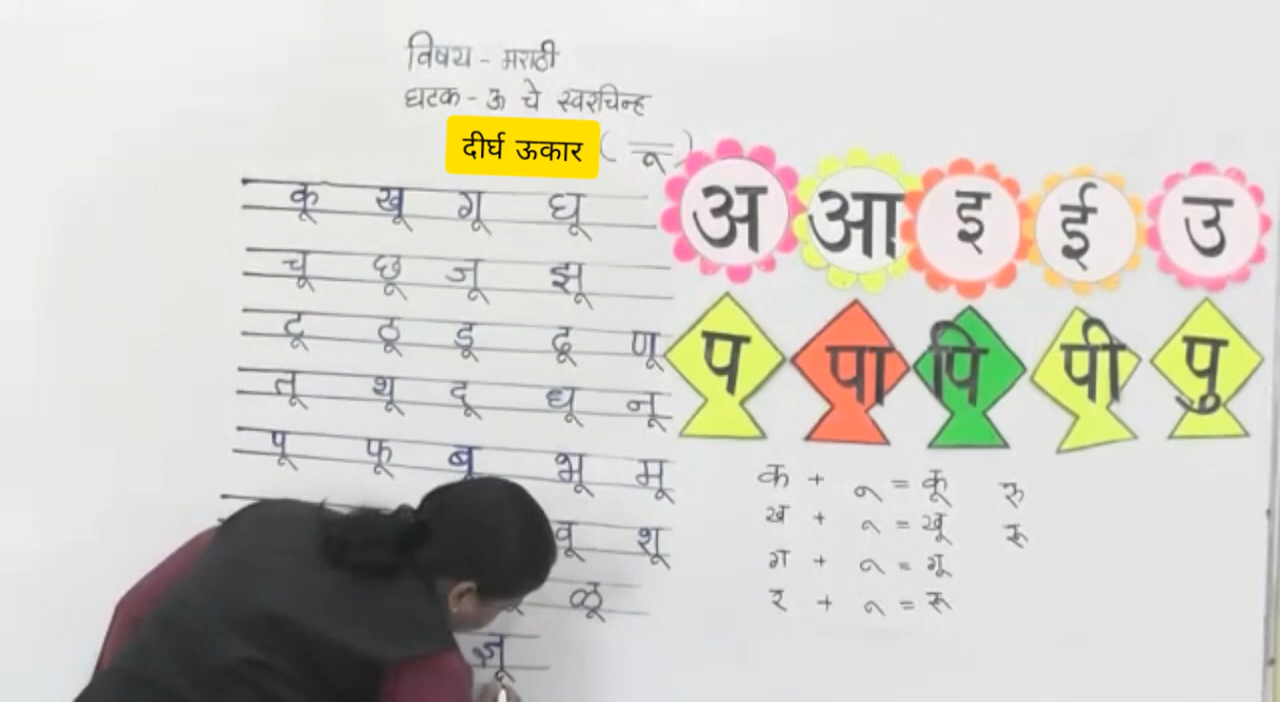 विषय - मराठी
घटक - ऊ चे स्वरचिन्ह
दीर्घ ऊकार ( ू )
कू खू गू घू
चू छू जू झू
टू ठू डू ढू णू
तू थू दू धू नू
पू फू बू भू मू
वू शू
ळू
ज्ञू
अ आ इ ई उ
प पा पि पी पु
क + ू = कू रु
ख + ू = खू रू
ग + ू = गू
र + ू = रू